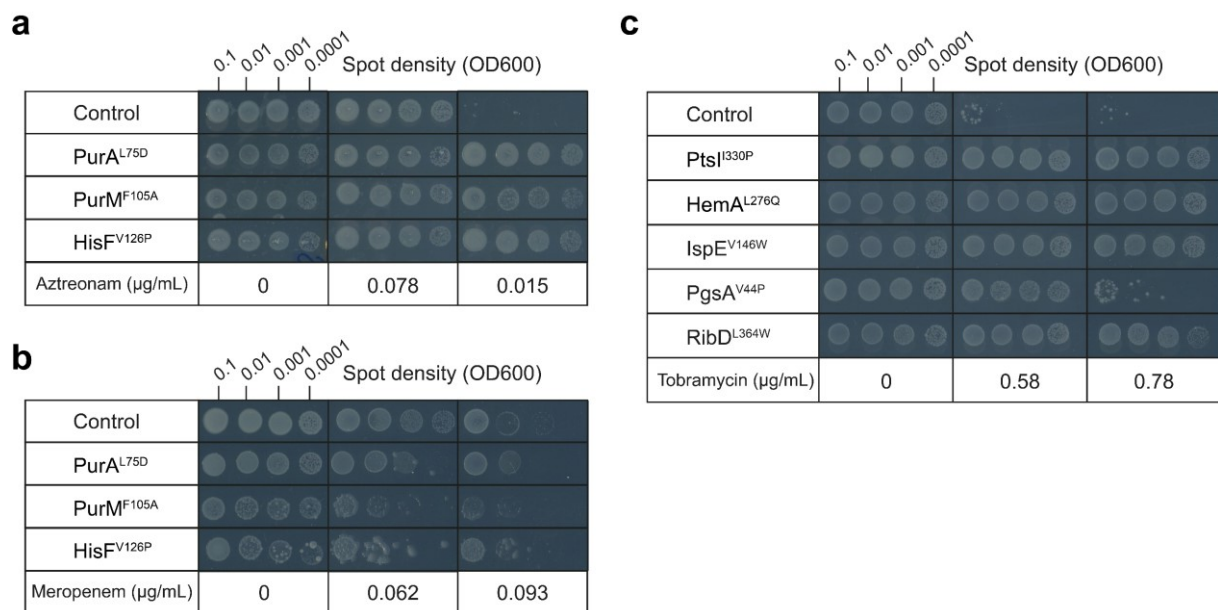 a
0.1 0.01 0.001 0.0001 Spot density (OD600)
Control
PurA^L75D
PurM^F105A
HisF^V126P
Aztreonam (µg/mL) 0 0.078 0.015
b
0.1 0.01 0.001 0.0001 Spot density (OD600)
Control
PurA^L75D
PurM^F105A
HisF^V126P
Meropenem (µg/mL) 0 0.062 0.093
c
0.1 0.01 0.001 0.0001 Spot density (OD600)
Control
PtsI^I330P
HemA^L276Q
IspE^V146W
PgsA^V44P
RibD^L364W
Tobramycin (µg/mL) 0 0.58 0.78